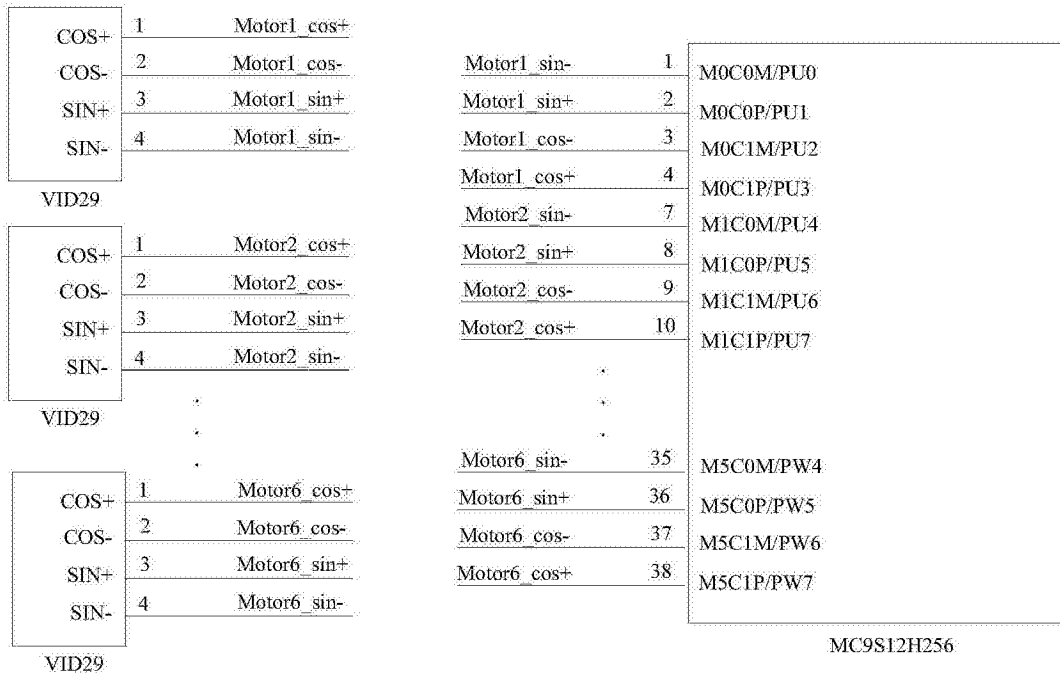 COS+ 1 Motor1_cos+
COS- 2 Motor1_cos-
SIN+ 3 Motor1_sin+
SIN- 4 Motor1_sin-
VID29
COS+ 1 Motor2_cos+
COS- 2 Motor2_cos-
SIN+ 3 Motor2_sin+
SIN- 4 Motor2_sin-
VID29
COS+ 1 Motor6_cos+
COS- 2 Motor6_cos-
SIN+ 3 Motor6_sin+
SIN- 4 Motor6_sin-
VID29
Motor1_sin- 1 M0C0M/PU0
Motor1_sin+ 2 M0C0P/PU1
Motor1_cos- 3 M0C1M/PU2
Motor1_cos+ 4 M0C1P/PU3
Motor2_sin- 7 M1C0M/PU4
Motor2_sin+ 8 M1C0P/PU5
Motor2_cos- 9 M1C1M/PU6
Motor2_cos+ 10 M1C1P/PU7
Motor6_sin- 35 M5C0M/PW4
Motor6_sin+ 36 M5C0P/PW5
Motor6_cos- 37 M5C1M/PW6
Motor6_cos+ 38 M5C1P/PW7
MC9S12H256